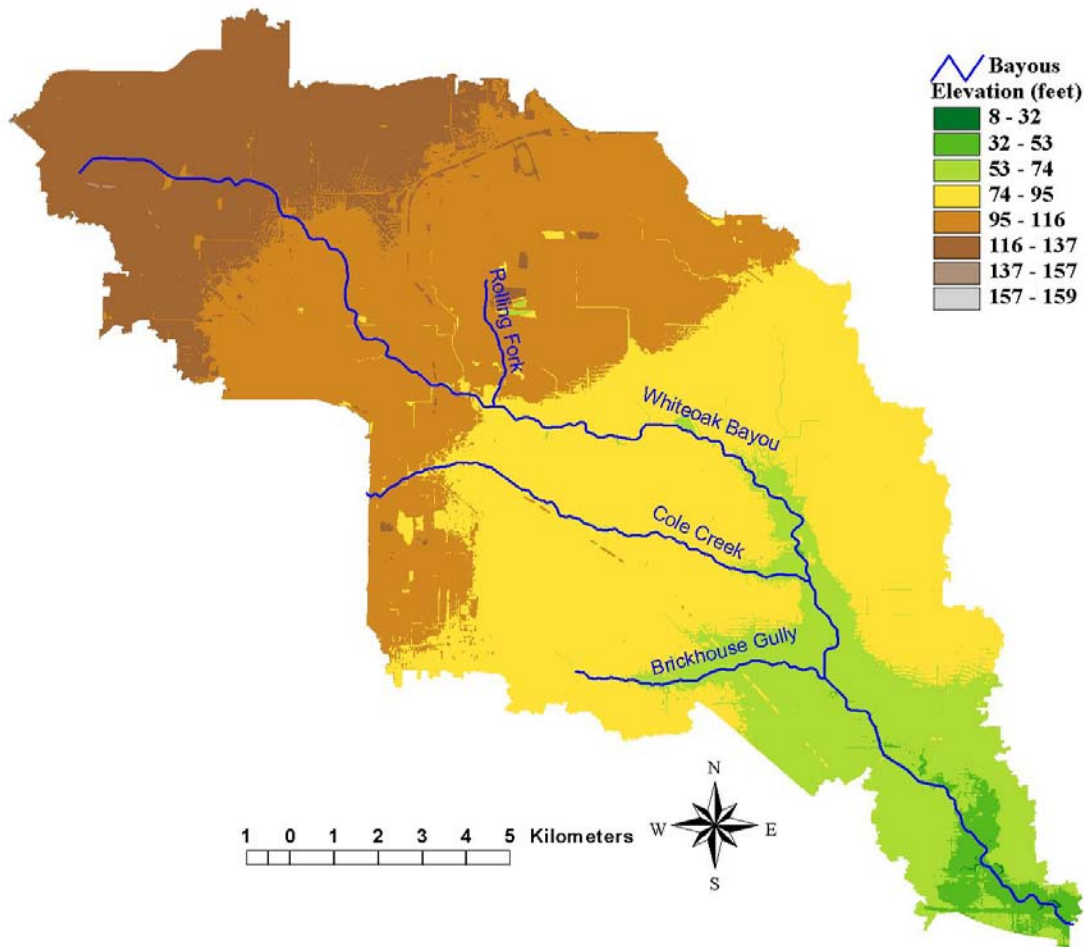 Bayous
Elevation (feet)
8 - 32
32 - 53
53 - 74
74 - 95
95 - 116
116 - 137
137 - 157
157 - 159
Rolling Fork
Whiteoak Bayou
Cole Creek
Brickhouse Gully
N
W E
S
1 0 1 2 3 4 5 Kilometers